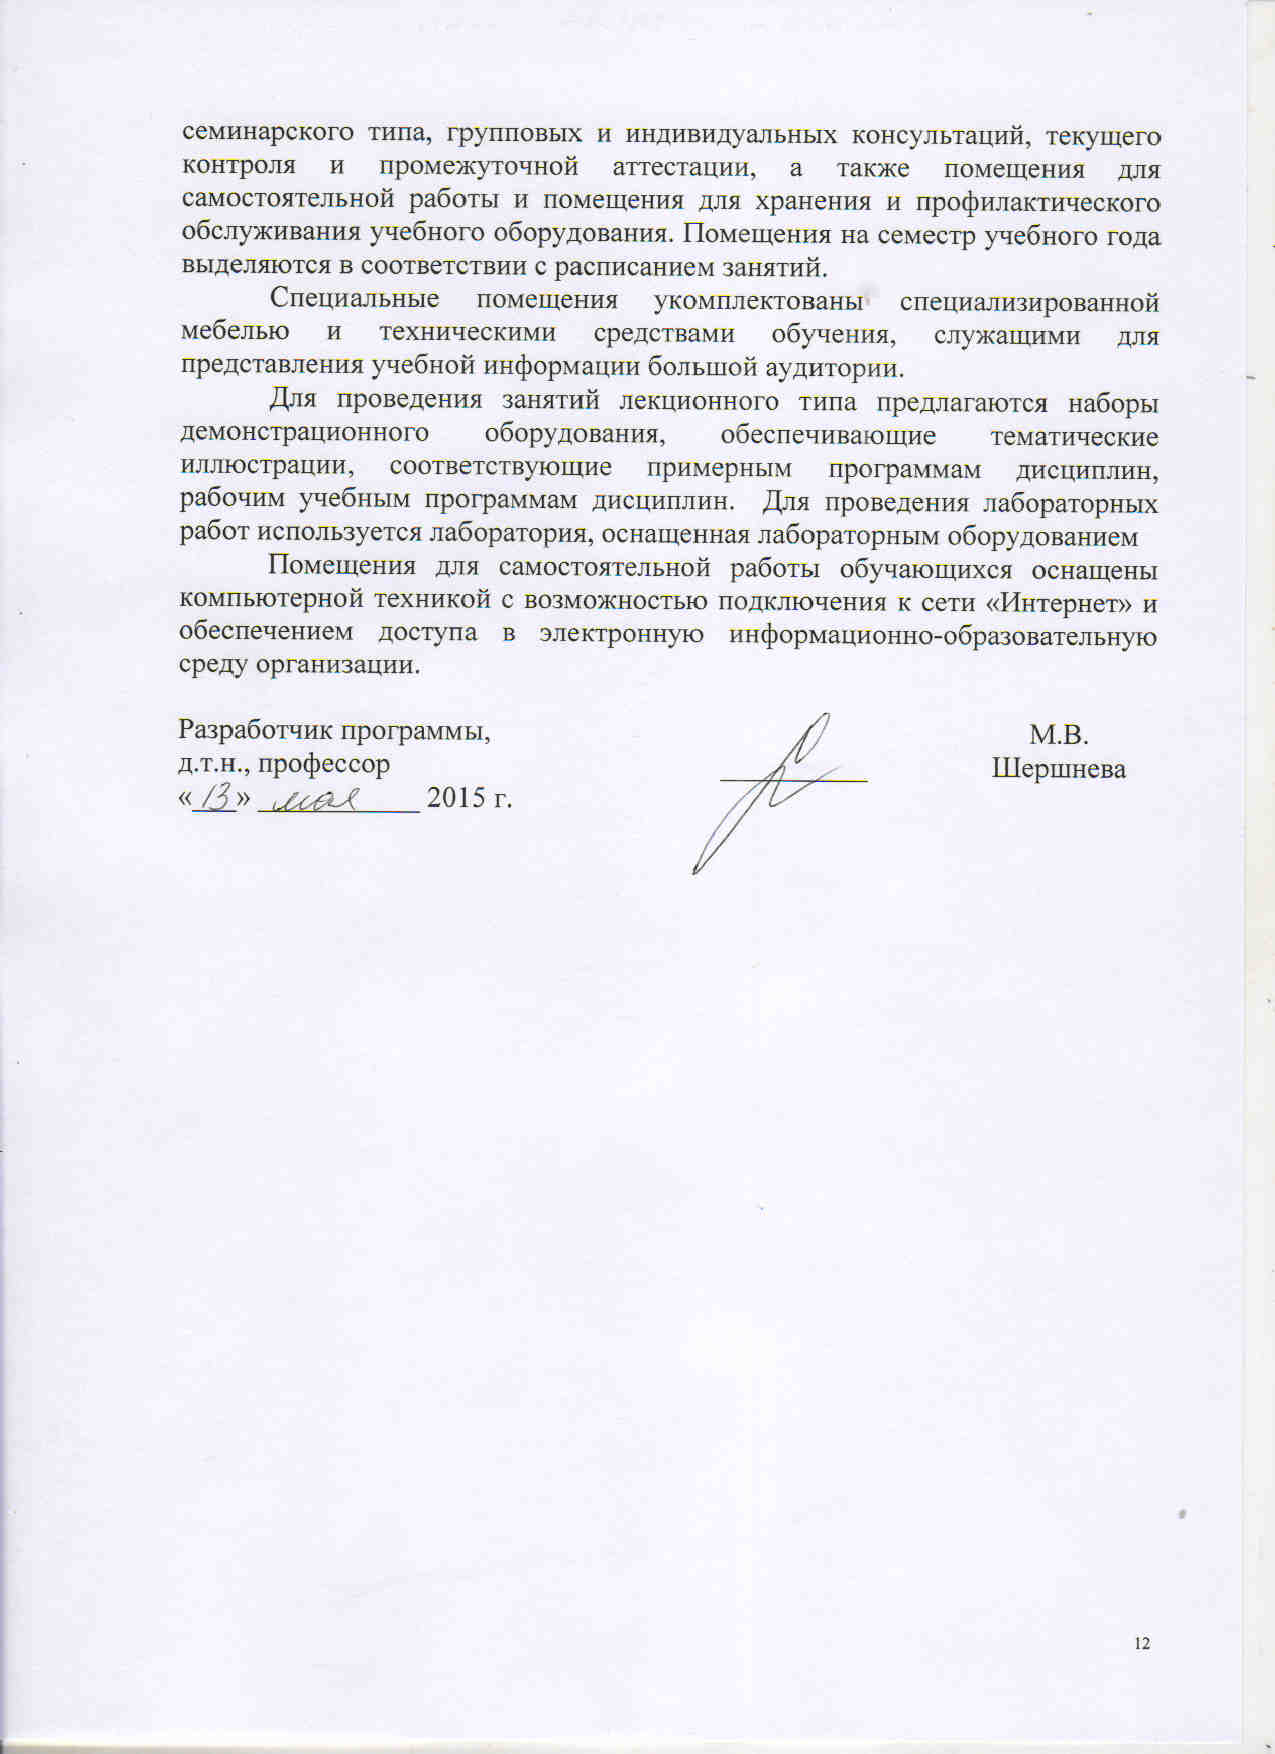 семинарского типа, групповых и индивидуальных консультаций, текущего
контроля и промежуточной аттестации, а также помещения для
самостоятельной работы и помещения для хранения и профилактического
обслуживания учебного оборудования. Помещения на семестр учебного года
выделяются в соответствии с расписанием занятий.
Специальные помещения укомплектованы специализированной
мебелью и техническими средствами обучения, служащими для
представления учебной информации большой аудитории.
Для проведения занятий лекционного типа предлагаются наборы
демонстрационного оборудования, обеспечивающие тематические
иллюстрации, соответствующие примерным программам дисциплин,
рабочим учебным программам дисциплин. Для проведения лабораторных
работ используется лаборатория, оснащенная лабораторным оборудованием
Помещения для самостоятельной работы обучающихся оснащены
компьютерной техникой с возможностью подключения к сети «Интернет» и
обеспечением доступа в электронную информационно-образовательную
среду организации.
Разработчик программы,
д.т.н., профессор
«13» мая 2015 г.
М.В.
Шершнева
12